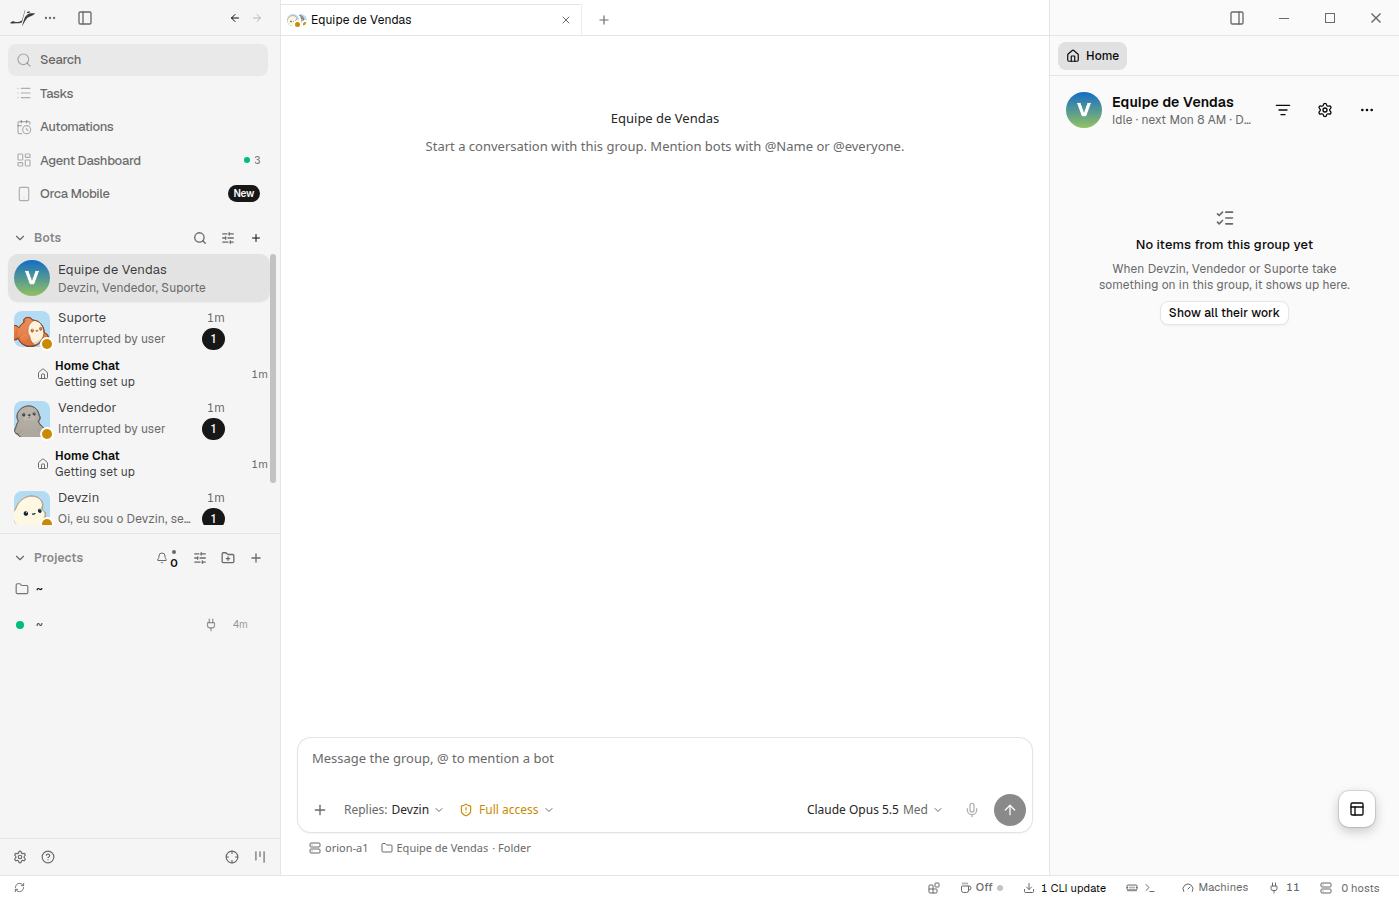 Equipe de Vendas
Search
Tasks
Automations
Agent Dashboard 3
Orca Mobile New
Bots
V
Equipe de Vendas
Devzin, Vendedor, Suporte
Suporte 1m
Interrupted by user 1
Home Chat
Getting set up 1m
Vendedor 1m
Interrupted by user 1
Home Chat
Getting set up 1m
Devzin 1m
Oi, eu sou o Devzin, se... 1
Projects 0
~
~ 4m
Equipe de Vendas
Start a conversation with this group. Mention bots with @Name or @everyone.
Message the group, @ to mention a bot
Replies: Devzin Full access Claude Opus 5.5 Med
orion-a1 Equipe de Vendas · Folder
Home
V
Equipe de Vendas
Idle · next Mon 8 AM · D...
No items from this group yet
When Devzin, Vendedor or Suporte take
something on in this group, it shows up here.
Show all their work
Off 1 CLI update Machines 11 0 hosts